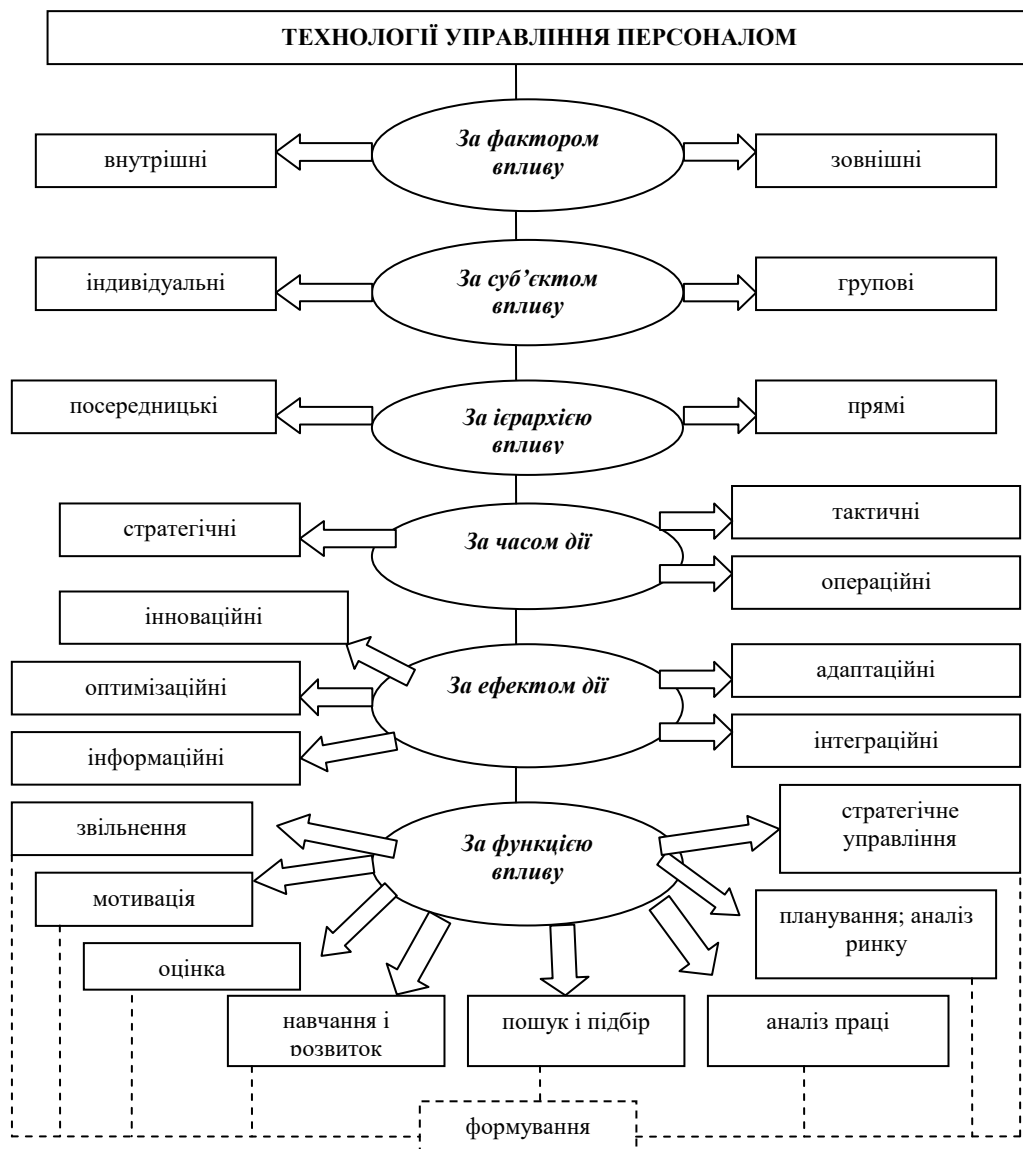 ТЕХНОЛОГІЇ УПРАВЛІННЯ ПЕРСОНАЛОМ
За фактором
впливу
внутрішні
зовнішні
За суб’єктом
впливу
індивідуальні
групові
За ієрархією
впливу
посередницькі
прямі
За часом дії
стратегічні
тактичні
операційні
За ефектом дії
інноваційні
оптимізаційні
інформаційні
адаптаційні
інтеграційні
За функцією
впливу
звільнення
мотивація
оцінка
навчання і
розвиток
пошук і підбір
аналіз праці
планування; аналіз
ринку
стратегічне
управління
формування